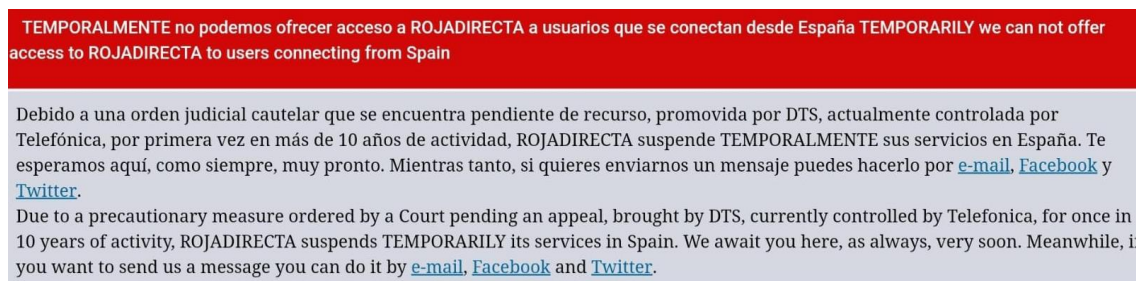 TEMPORALMENTE no podemos ofrecer acceso a ROJADIRECTA a usuarios que se conectan desde España TEMPORARILY we can not offer
access to ROJADIRECTA to users connecting from Spain
Debido a una orden judicial cautelar que se encuentra pendiente de recurso, promovida por DTS, actualmente controlada por
Telefónica, por primera vez en más de 10 años de actividad, ROJADIRECTA suspende TEMPORALMENTE sus servicios en España. Te
esperamos aquí, como siempre, muy pronto. Mientras tanto, si quieres enviarnos un mensaje puedes hacerlo por e-mail, Facebook y
Twitter.
Due to a precautionary measure ordered by a Court pending an appeal, brought by DTS, currently controlled by Telefonica, for once in
10 years of activity, ROJADIRECTA suspends TEMPORARILY its services in Spain. We await you here, as always, very soon. Meanwhile,
you want to send us a message you can do it by e-mail, Facebook and Twitter.